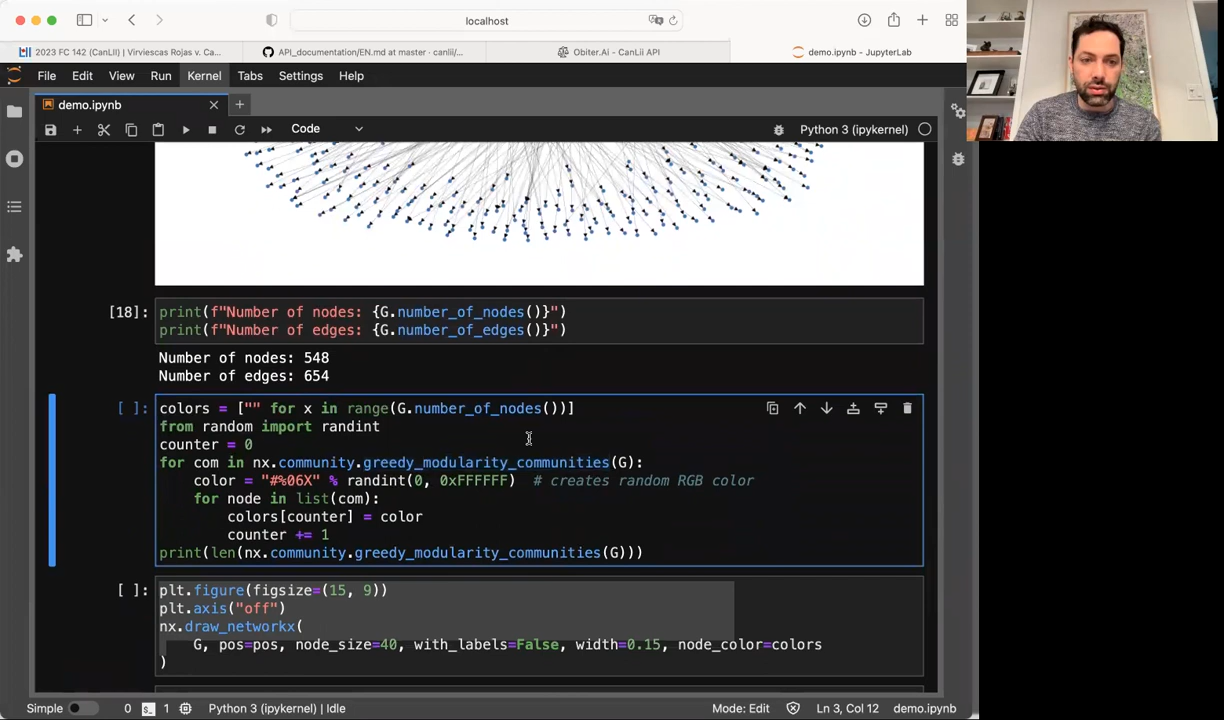 localhost
2023 FC 142 (CanLII) | Virviescas Rojas v. Ca...
API_documentation/EN.md at master · canlii/...
Obiter.Ai - CanLii API
demo.ipynb - JupyterLab
File Edit View Run Kernel Tabs Settings Help
demo.ipynb
Code
Python 3 (ipykernel)
[18]:
print(f"Number of nodes: {G.number_of_nodes()}")
print(f"Number of edges: {G.number_of_edges()}")
Number of nodes: 548
Number of edges: 654
[ ]:
colors = ["" for x in range(G.number_of_nodes())]
from random import randint
counter = 0
for com in nx.community.greedy_modularity_communities(G):
    color = "#%06X" % randint(0, 0xFFFFFF)  # creates random RGB color
    for node in list(com):
        colors[counter] = color
        counter += 1
print(len(nx.community.greedy_modularity_communities(G)))
[ ]:
plt.figure(figsize=(15, 9))
plt.axis("off")
nx.draw_networkx(
    G, pos=pos, node_size=40, with_labels=False, width=0.15, node_color=colors
)
Simple 0 $_ 1 Python 3 (ipykernel) | Idle Mode: Edit Ln 3, Col 12 demo.ipynb